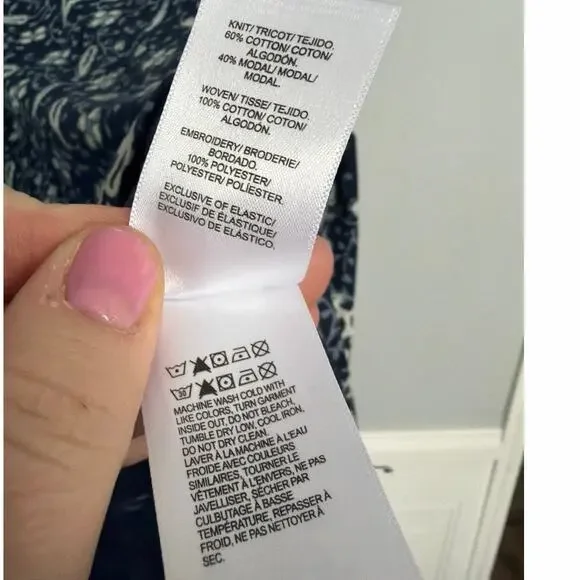 KNIT/ TRICOT/ TEJIDO.
60% COTTON/ COTON/
ALGODÓN.
40% MODAL/ MODAL/
MODAL.
WOVEN/ TISSE/ TEJIDO.
100% COTTON/ COTON/
ALGODÓN.
EMBROIDERY/ BRODERIE/
BORDADO.
100% POLYESTER/
POLYESTER/ POLIÉSTER.
EXCLUSIVE OF ELASTIC/
EXCLUSIF DE ÉLASTIQUE/
EXCLUSIVO DE ELÁSTICO.
30
MACHINE WASH COLD WITH
LIKE COLORS, TURN GARMENT
INSIDE OUT, DO NOT BLEACH,
TUMBLE DRY LOW, COOL IRON,
DO NOT DRY CLEAN.
LAVER À LA MACHINE À L'EAU
FROIDE AVEC COULEURS
SIMILAIRES, TOURNER LE
VÊTEMENT À L'ENVERS, NE PAS
JAVELLISER, SÉCHER PAR
CULBUTAGE À BASSE
TEMPÉRATURE, REPASSER À
FROID, NE PAS NETTOYER À
SEC.